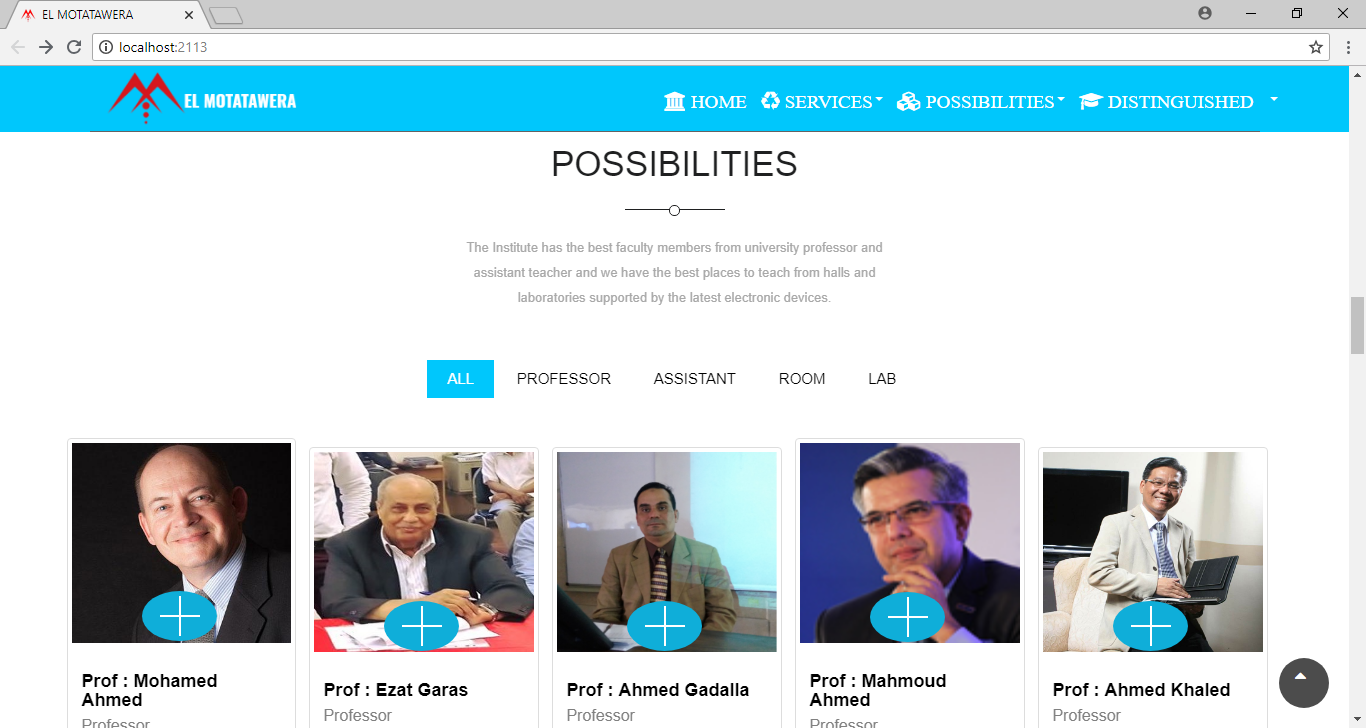 EL MOTATAWERA
localhost:2113
EL MOTATAWERA
HOME SERVICES POSSIBILITIES DISTINGUISHED
POSSIBILITIES
The Institute has the best faculty members from university professor and
assistant teacher and we have the best places to teach from halls and
laboratories supported by the latest electronic devices.
ALL PROFESSOR ASSISTANT ROOM LAB
Prof : Mohamed
Ahmed
Professor
Prof : Ezat Garas
Professor
Prof : Ahmed Gadalla
Professor
Prof : Mahmoud
Ahmed
Professor
Prof : Ahmed Khaled
Professor